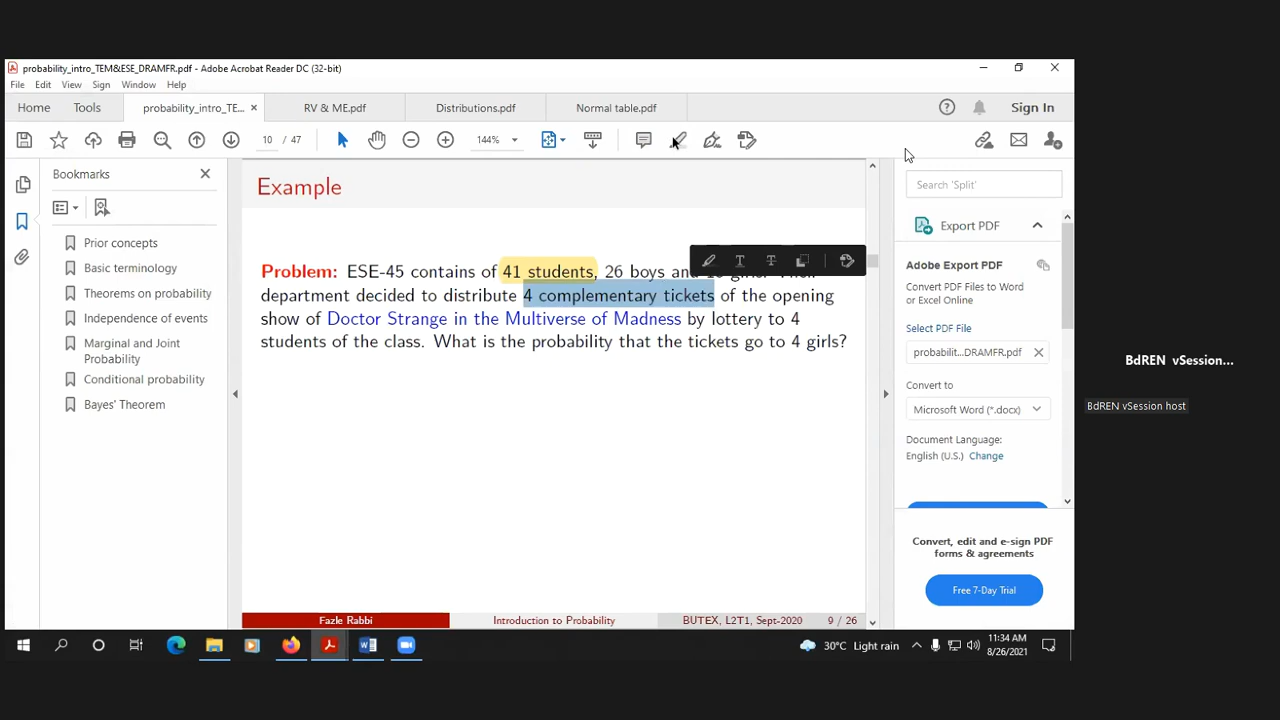 probability_intro_TEM&ESE_DRAMFR.pdf - Adobe Acrobat Reader DC (32-bit)
File Edit View Sign Window Help
Home Tools probability_intro_TE... × RV & ME.pdf Distributions.pdf Normal table.pdf Sign In
10 / 47 144%
Bookmarks
Prior concepts
Basic terminology
Theorems on probability
Independence of events
Marginal and Joint
Probability
Conditional probability
Bayes' Theorem
Example
Problem: ESE-45 contains of 41 students, 26 boys and
department decided to distribute 4 complementary tickets of the opening
show of Doctor Strange in the Multiverse of Madness by lottery to 4
students of the class. What is the probability that the tickets go to 4 girls?
Fazle Rabbi Introduction to Probability BUTEX, L2T1, Sept-2020 9 / 26
Search 'Split'
Export PDF
Adobe Export PDF
Convert PDF Files to Word
or Excel Online
Select PDF File
probabilit...DRAMFR.pdf
Convert to
Microsoft Word (*.docx)
Document Language:
English (U.S.) Change
Convert, edit and e-sign PDF
forms & agreements
Free 7-Day Trial
BdREN vSession...
BdREN vSession host
30°C Light rain
11:34 AM
8/26/2021